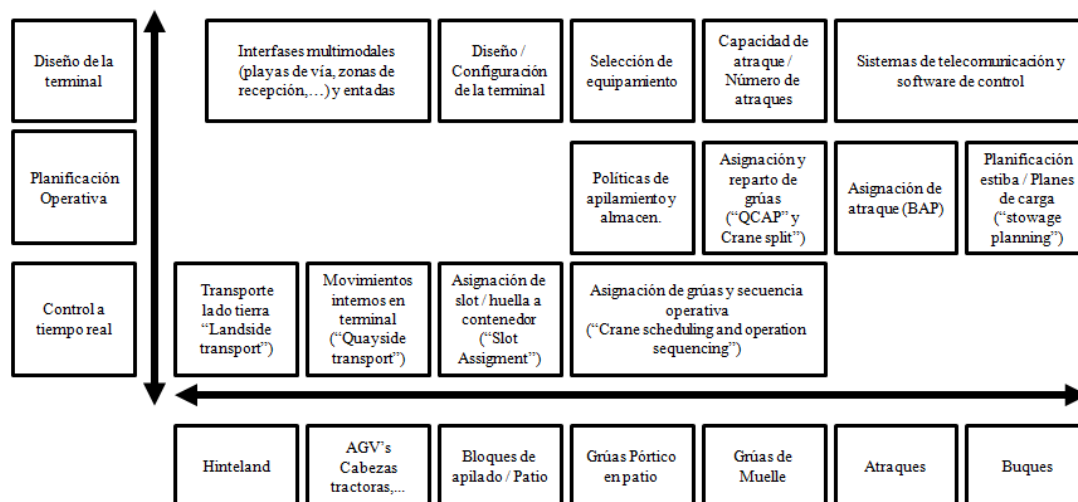 Diseño de la
terminal
Interfases multimodales
(playas de vía, zonas de
recepción,…) y entadas
Diseño /
Configuración
de la terminal
Selección de
equipamiento
Capacidad de
atraque /
Número de
atraques
Sistemas de telecomunicación y
software de control
Planificación
Operativa
Políticas de
apilamiento y
almacen.
Asignación y
reparto de
grúas
(“QCAP” y
Crane split”)
Asignación de
atraque (BAP)
Planificación
estiba / Planes
de carga
(“stowage
planning”)
Control a
tiempo real
Transporte
lado tierra
“Landside
transport”)
Movimientos
internos en
terminal
(“Quayside
transport”)
Asignación de
slot / huella a
contenedor
(“Slot
Assigment”)
Asignación de grúas y secuencia
operativa
(“Crane scheduling and operation
sequencing”)
Hinteland
AGV’s
Cabezas
tractoras,...
Bloques de
apilado / Patio
Grúas Pórtico
en patio
Grúas de
Muelle
Atraques
Buques